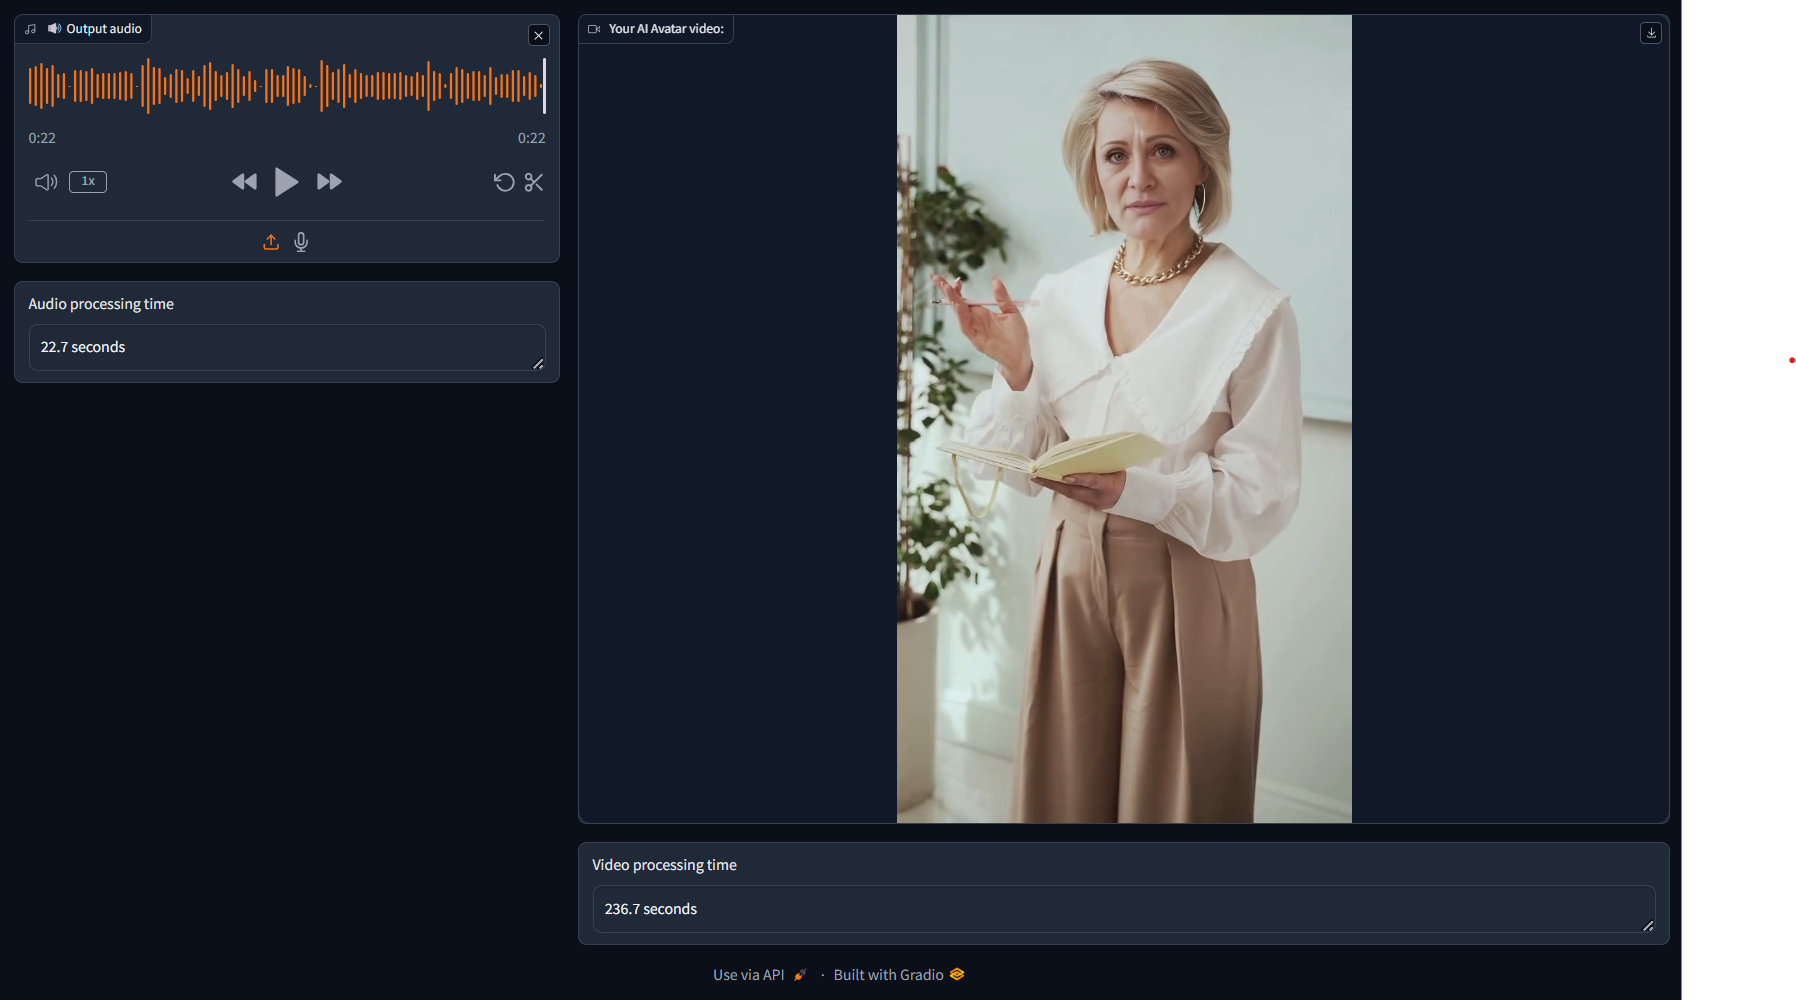 Output audio
0:22
0:22
1x
Audio processing time
22.7 seconds
Your AI Avatar video:
Video processing time
236.7 seconds
Use via API · Built with Gradio